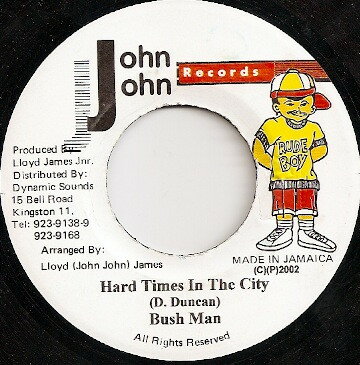 John
John
Records
RUDE
BOY
Produced By
Lloyd James Jnr.
Distributed By:
Dynamic Sounds
15 Bell Road
Kingston 11.
Tel: 923-9138-9
923-9168
Arranged By:
Lloyd (John John) James
MADE IN JAMAICA
(C)(P)2002
Hard Times In The City
(D. Duncan)
Bush Man
All Rights Reserved